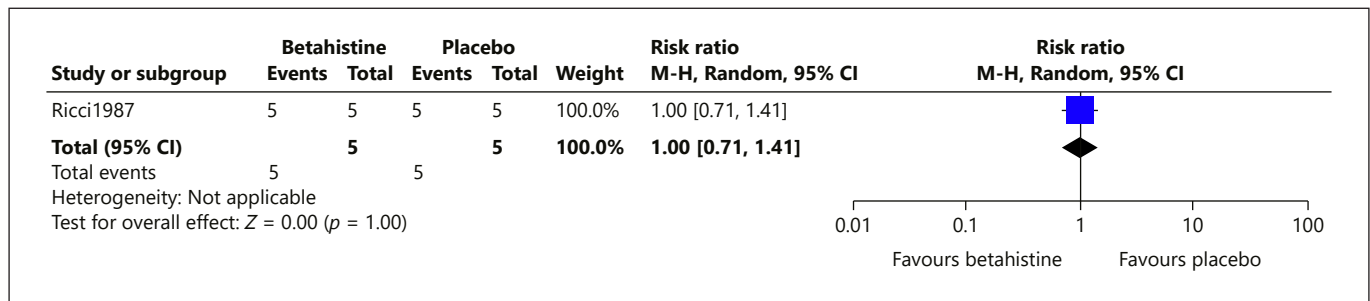 Betahistine Placebo Risk ratio Risk ratio
Study or subgroup Events Total Events Total Weight M-H, Random, 95% CI M-H, Random, 95% CI
Ricci1987 5 5 5 5 100.0% 1.00 [0.71, 1.41]
Total (95% CI) 5 5 100.0% 1.00 [0.71, 1.41]
Total events 5 5
Heterogeneity: Not applicable
Test for overall effect: Z = 0.00 (p = 1.00)
0.01 0.1 1 10 100
Favours betahistine Favours placebo